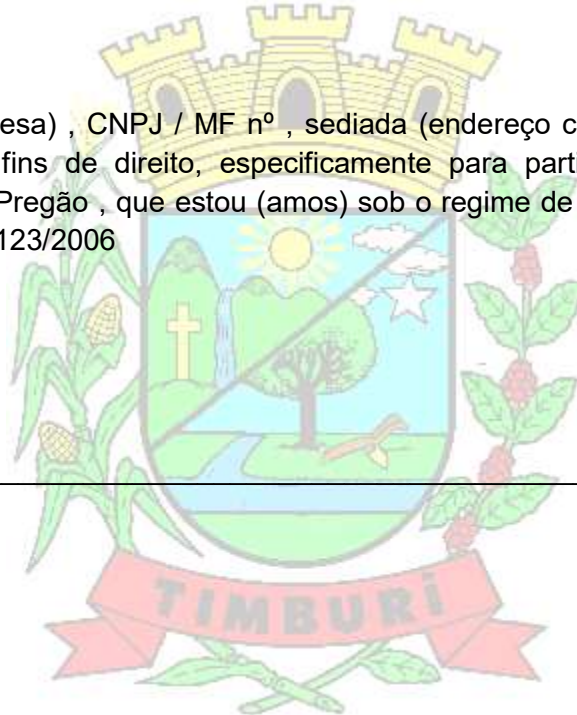 esa) , CNPJ / MF nº , sediada (endereço c
fins de direito, especificamente para parti
Pregão , que estou (amos) sob o regime de
123/2006
TIMBURÍ